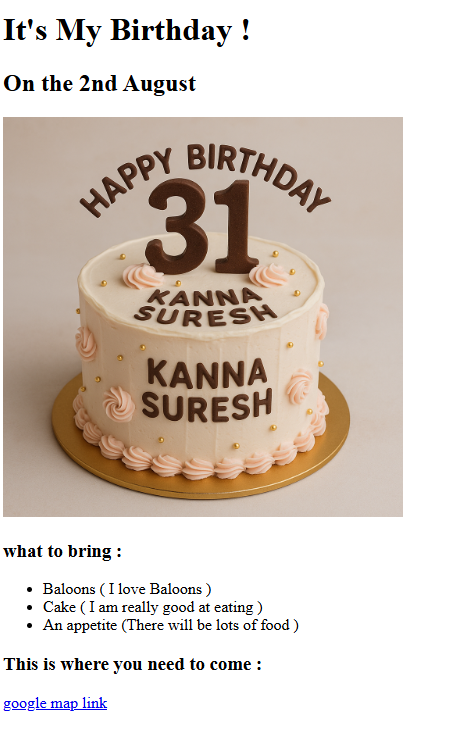 It's My Birthday !
On the 2nd August
HAPPY BIRTHDAY
31
KANNA
SURESH
KANNA
SURESH
what to bring :
Baloons ( I love Baloons )
Cake ( I am really good at eating )
An appetite (There will be lots of food )
This is where you need to come :
google map link